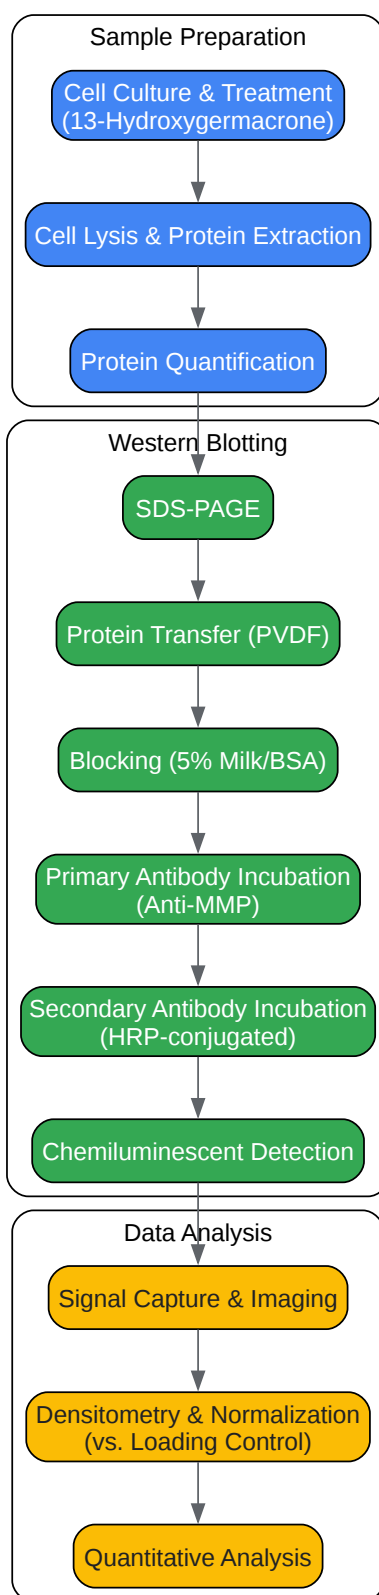 Sample Preparation
Cell Culture & Treatment
(13-Hydroxygermacrone)
Cell Lysis & Protein Extraction
Protein Quantification
Western Blotting
SDS-PAGE
Protein Transfer (PVDF)
Blocking (5% Milk/BSA)
Primary Antibody Incubation
(Anti-MMP)
Secondary Antibody Incubation
(HRP-conjugated)
Chemiluminescent Detection
Data Analysis
Signal Capture & Imaging
Densitometry & Normalization
(vs. Loading Control)
Quantitative Analysis